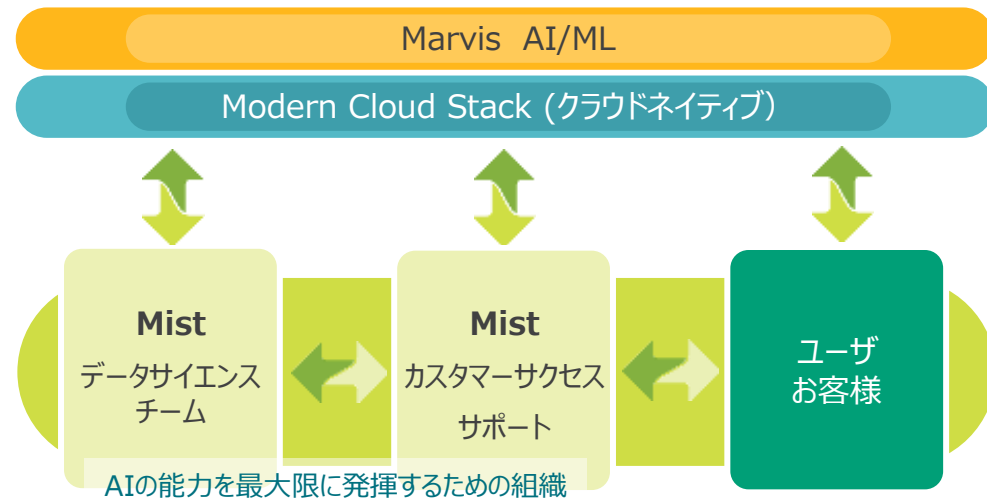 Marvis AI/ML
Modern Cloud Stack (クラウドネイティブ)
Mist
データサイエンス
チーム
Mist
カスタマーサクセス
サポート
ユーザ
お客様
AIの能力を最大限に発揮するための組織